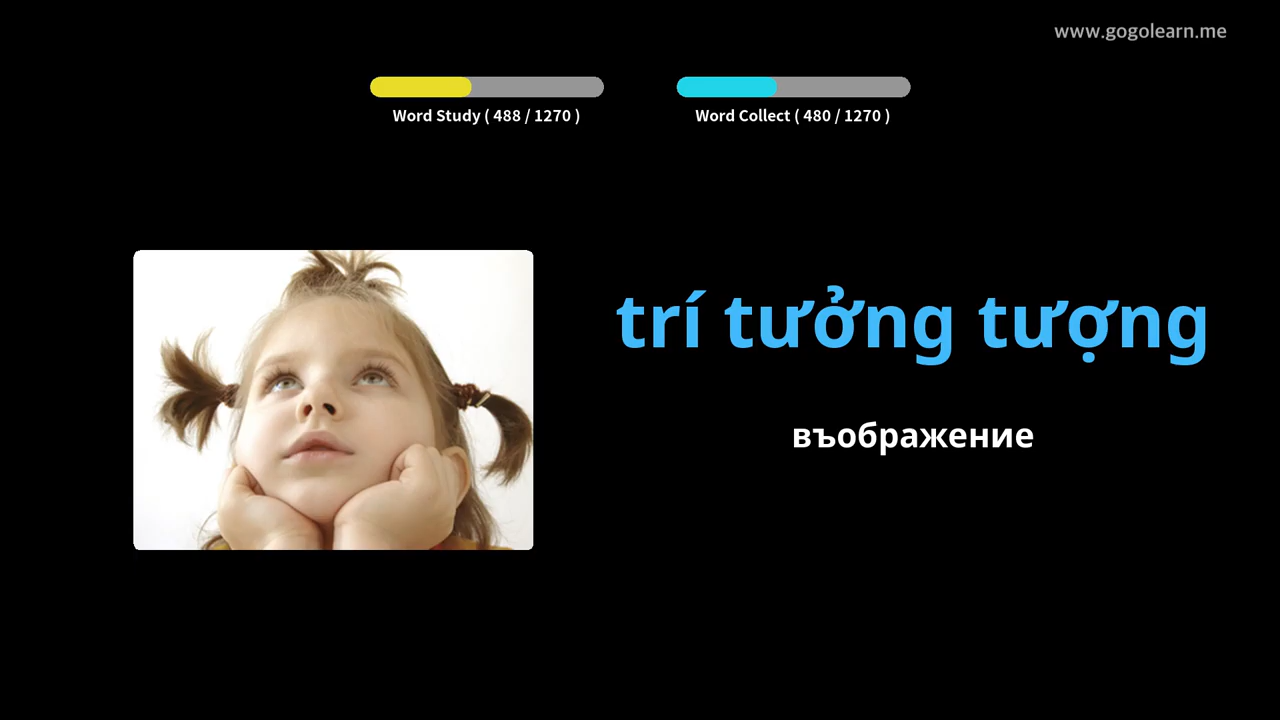 www.gogolearn.me
Word Study ( 488 / 1270 )
Word Collect ( 480 / 1270 )
trí tưởng tượng
въображение